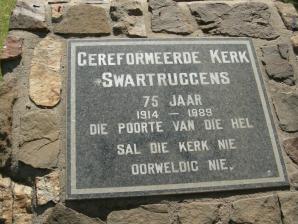 GEREFORMEERDE KERK
SWARTRUGGENS
75 JAAR
1914 – 1989
DIE POORTE VAN DIE HEL
SAL DIE KERK NIE
OORWELDIG NIE.